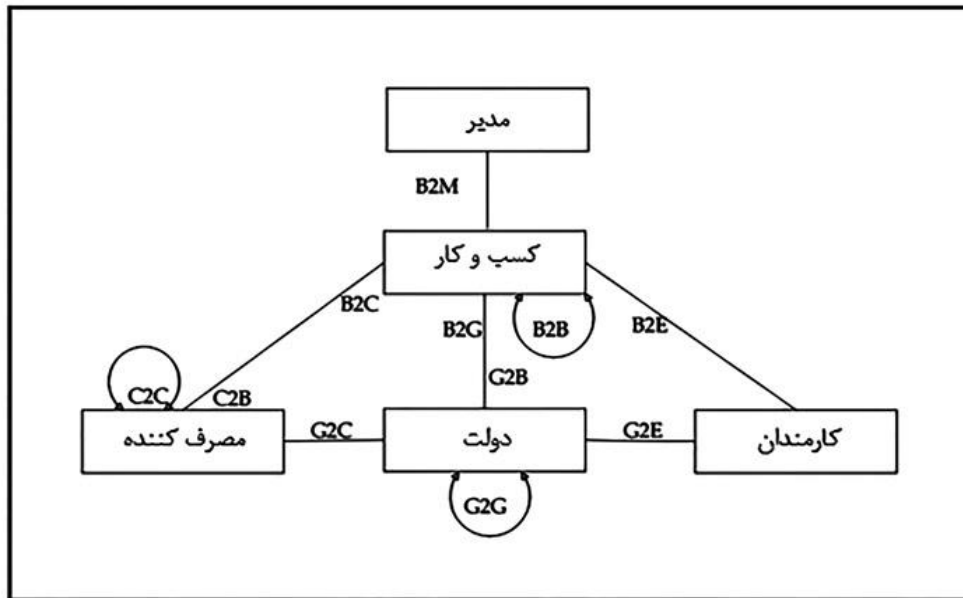 مدیر
B2M
کسب و کار
B2C
B2G
B2B
B2E
G2B
C2C
C2B
مصرف کننده
G2C
دولت
G2E
کارمندان
G2G